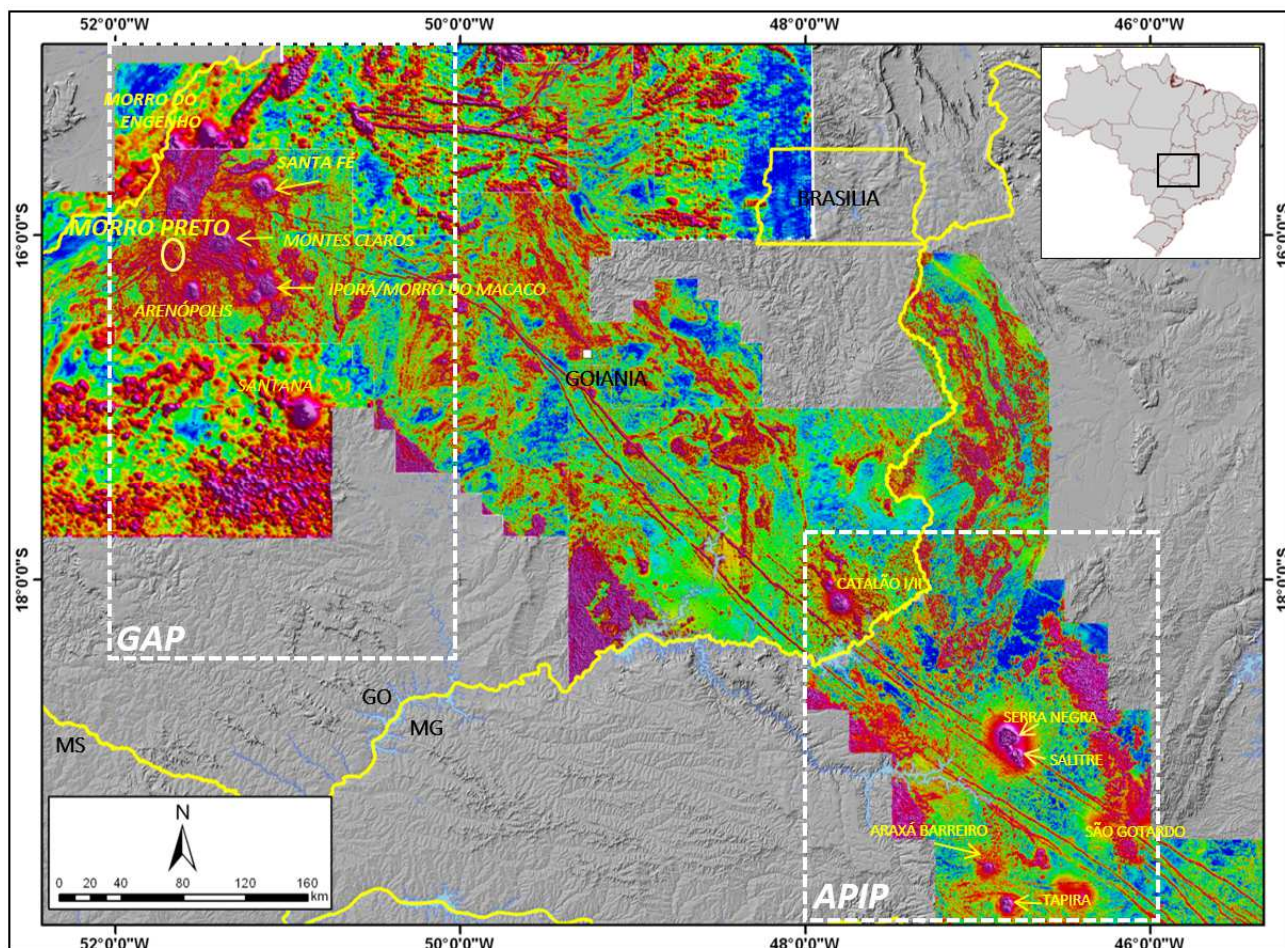 52°0'0"W
50°0'0"W
48°0'0"W
46°0'0"W
MORRO DO
ENGENHO
SANTA FÉ
BRASILIA
16°0'0"S
16°0'0"S
MORRO PRETO
MONTES CLAROS
IPORÁ/MORRO DO MACACO
ARENÓPOLIS
GOIANIA
SANTANA
18°0'0"S
18°0'0"S
CATALÃO I/II
GAP
GO
MG
MS
SERRA NEGRA
SALITRE
N
ARAXÁ BARREIRO
SÃO GOTARDO
0 20 40 80 120 160
km
APIP
TAPIRA
52°0'0"W
50°0'0"W
48°0'0"W
46°0'0"W